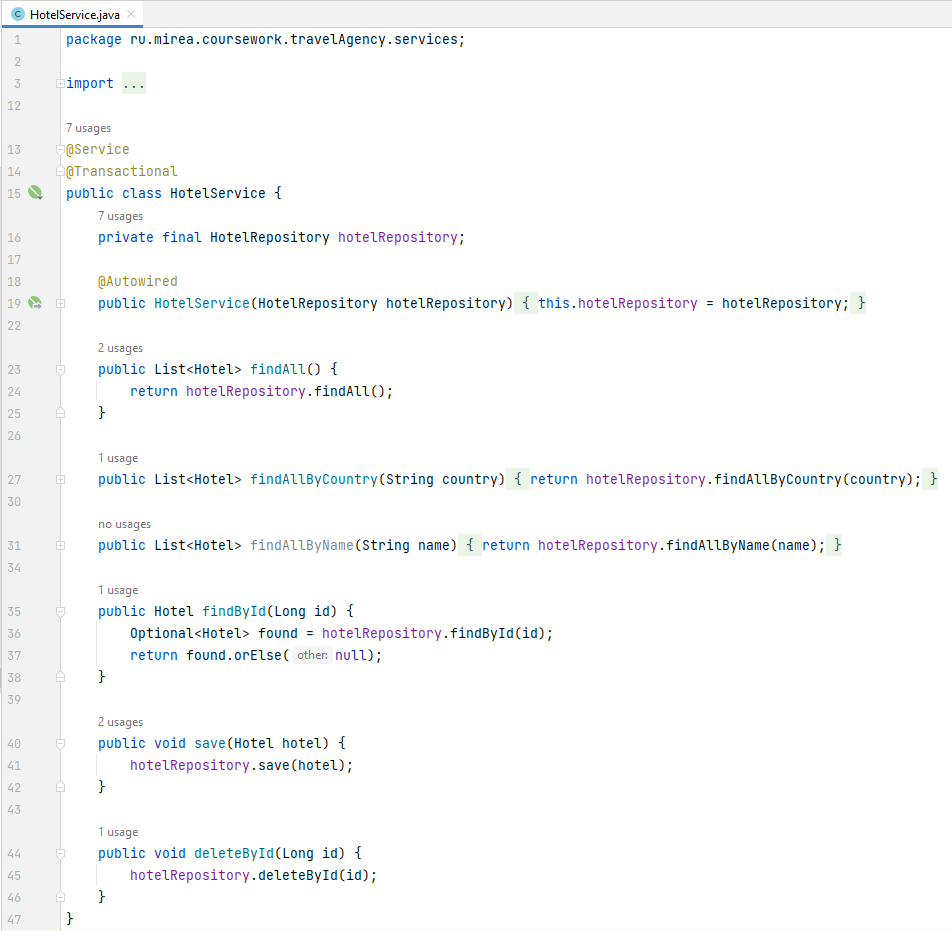 HotelService.java
1 package ru.mirea.coursework.travelAgency.services;
2
3 import ...
12
7 usages
13 @Service
14 @Transactional
15 public class HotelService {
7 usages
16 private final HotelRepository hotelRepository;
17
18 @Autowired
19 public HotelService(HotelRepository hotelRepository) { this.hotelRepository = hotelRepository; }
22
2 usages
23 public List<Hotel> findAll() {
24 return hotelRepository.findAll();
25 }
26
1 usage
27 public List<Hotel> findAllByCountry(String country) { return hotelRepository.findAllByCountry(country); }
30
no usages
31 public List<Hotel> findAllByName(String name) { return hotelRepository.findAllByName(name); }
34
1 usage
35 public Hotel findById(Long id) {
36 Optional<Hotel> found = hotelRepository.findById(id);
37 return found.orElse( other: null);
38 }
39
2 usages
40 public void save(Hotel hotel) {
41 hotelRepository.save(hotel);
42 }
43
1 usage
44 public void deleteById(Long id) {
45 hotelRepository.deleteById(id);
46 }
47 }